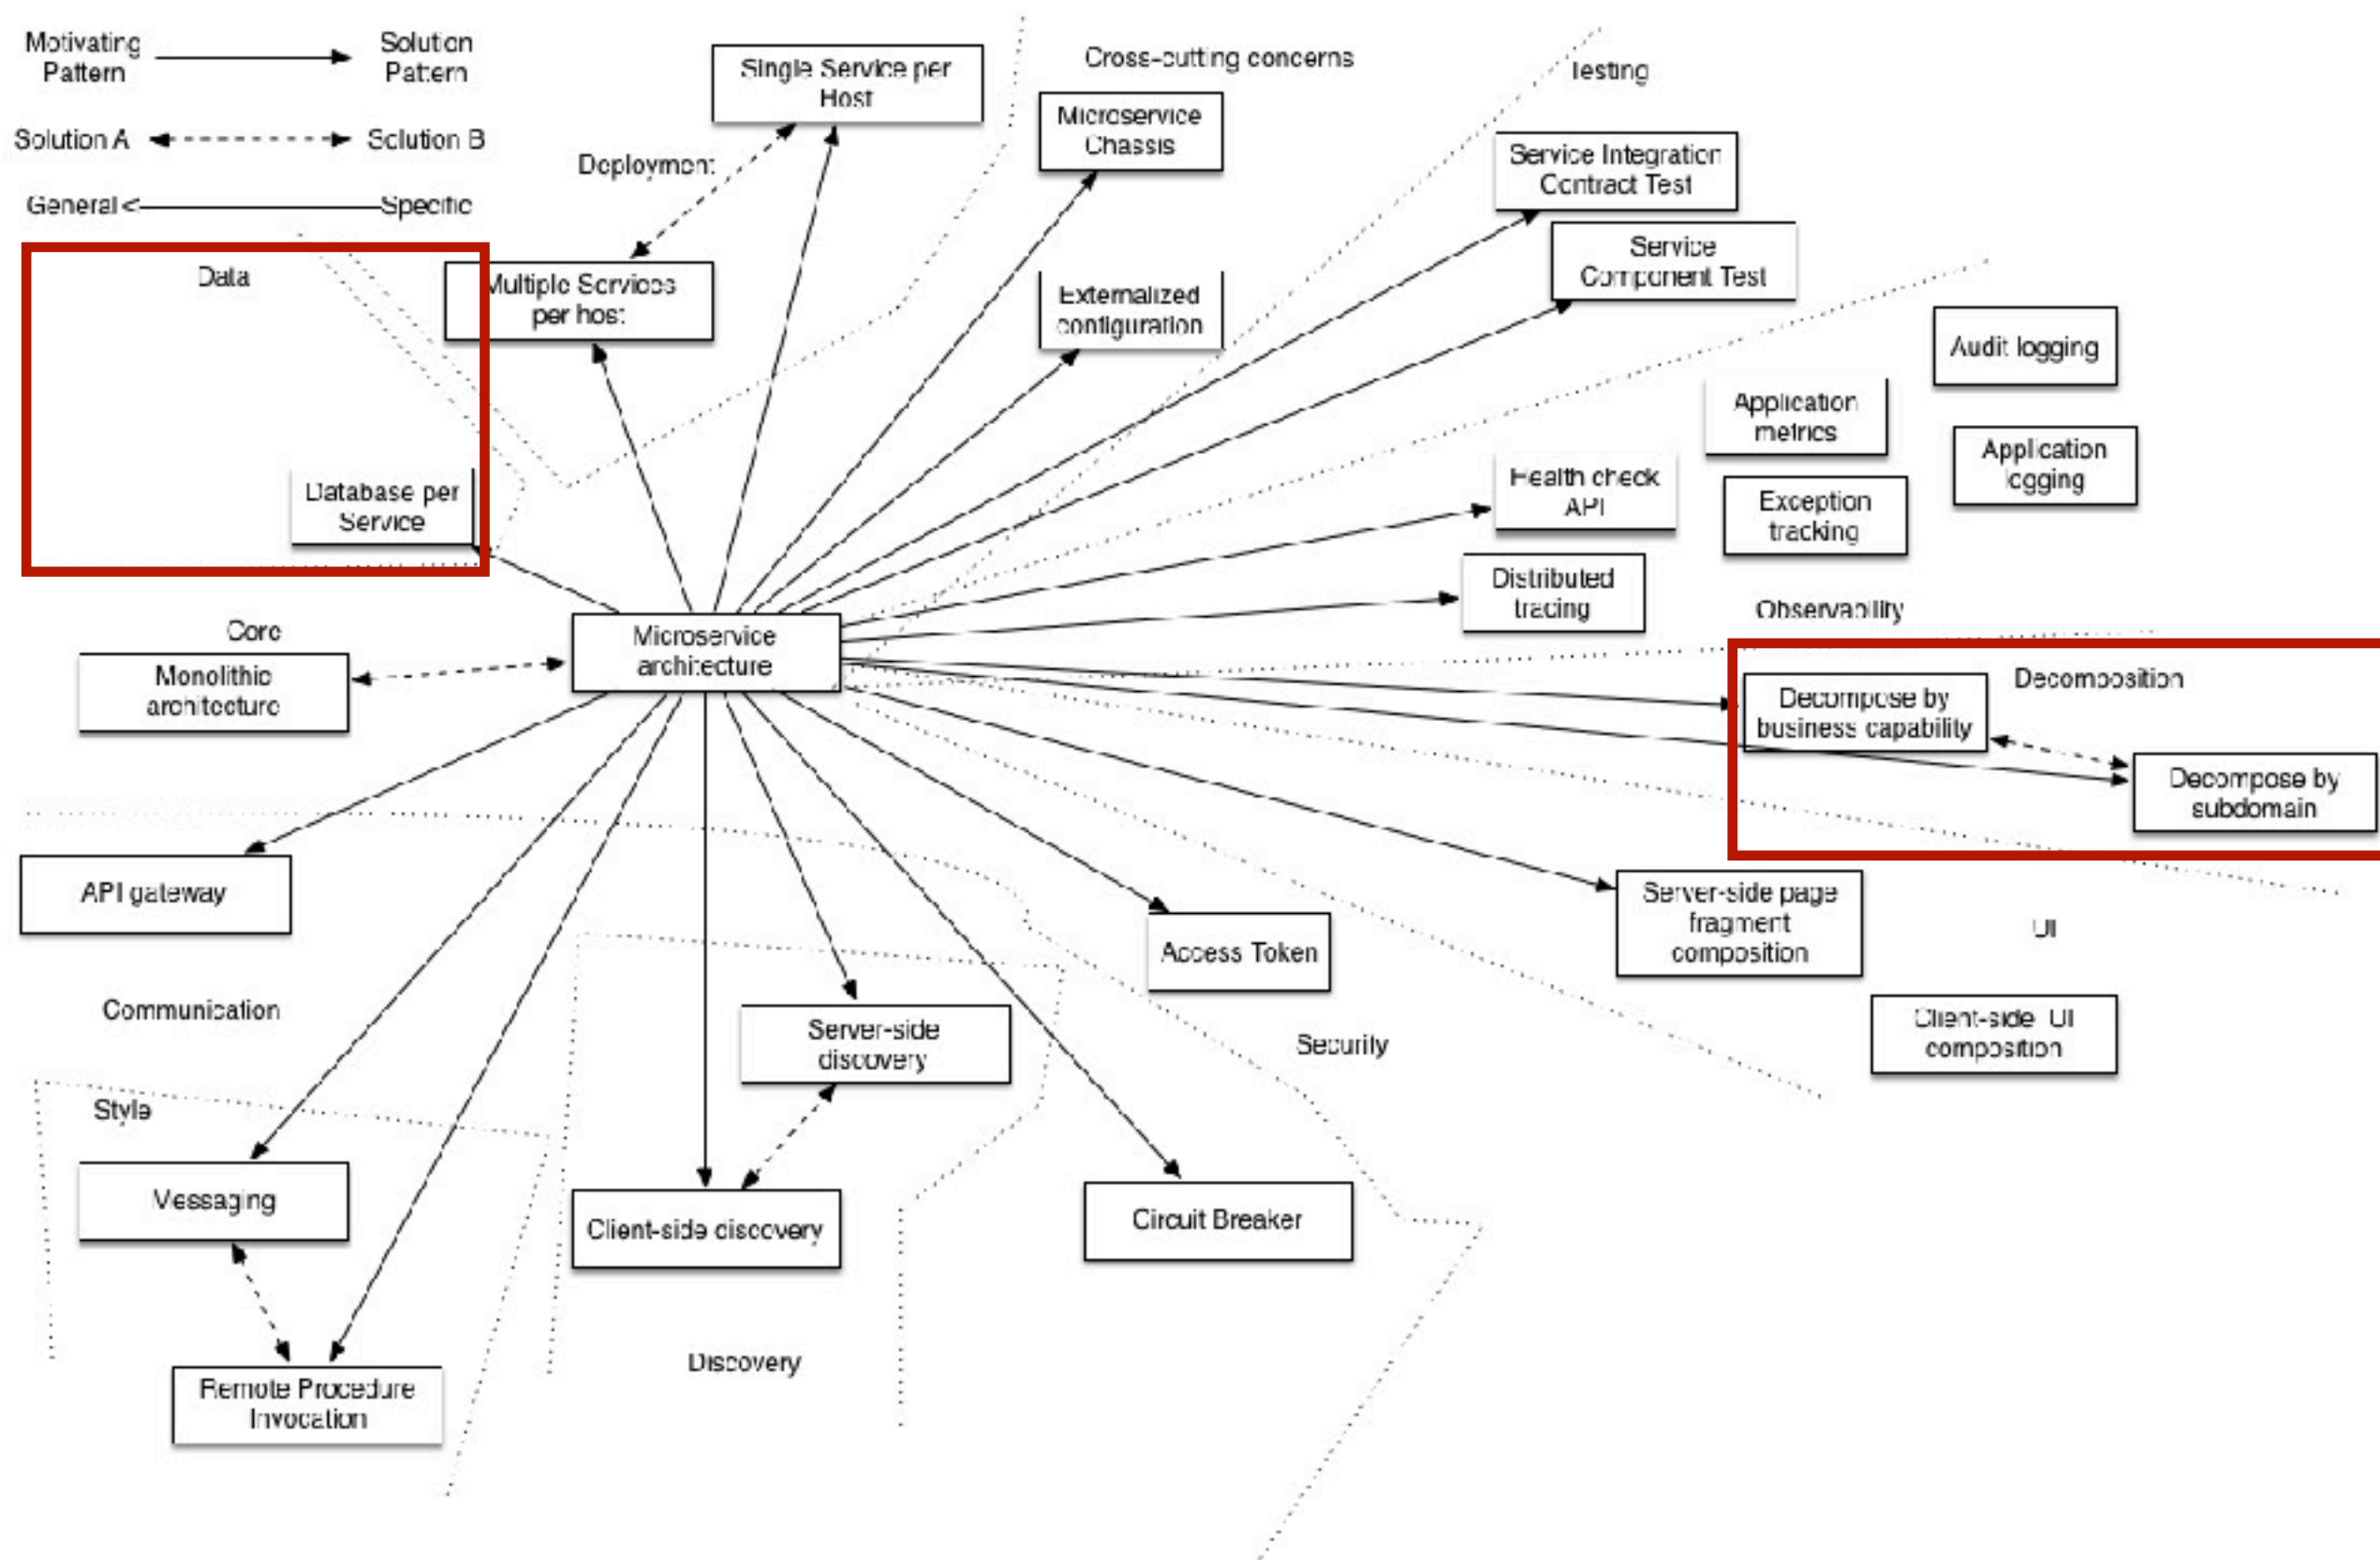 Motivating
Pattern
Solution
Pattern
Solution A
Solution B
General
Specific
Single Service per
Host
Deployment
Multiple Services
per host
Cross-cutting concerns
Microservice
Chassis
Externalized
configuration
Testing
Service Integration
Contract Test
Service
Component Test
Audit logging
Application
metrics
Application
logging
Health check
API
Exception
tracking
Distributed
tracing
Observability
Data
Database per
Service
Core
Monolithic
architecture
Microservice
architecture
Decomposition
Decompose by
business capability
Decompose by
subdomain
API gateway
Communication
Style
Messaging
Remote Procedure
Invocation
Server-side
discovery
Client-side discovery
Discovery
Circuit Breaker
Access Token
Security
Server-side page
fragment
composition
UI
Client-side UI
composition